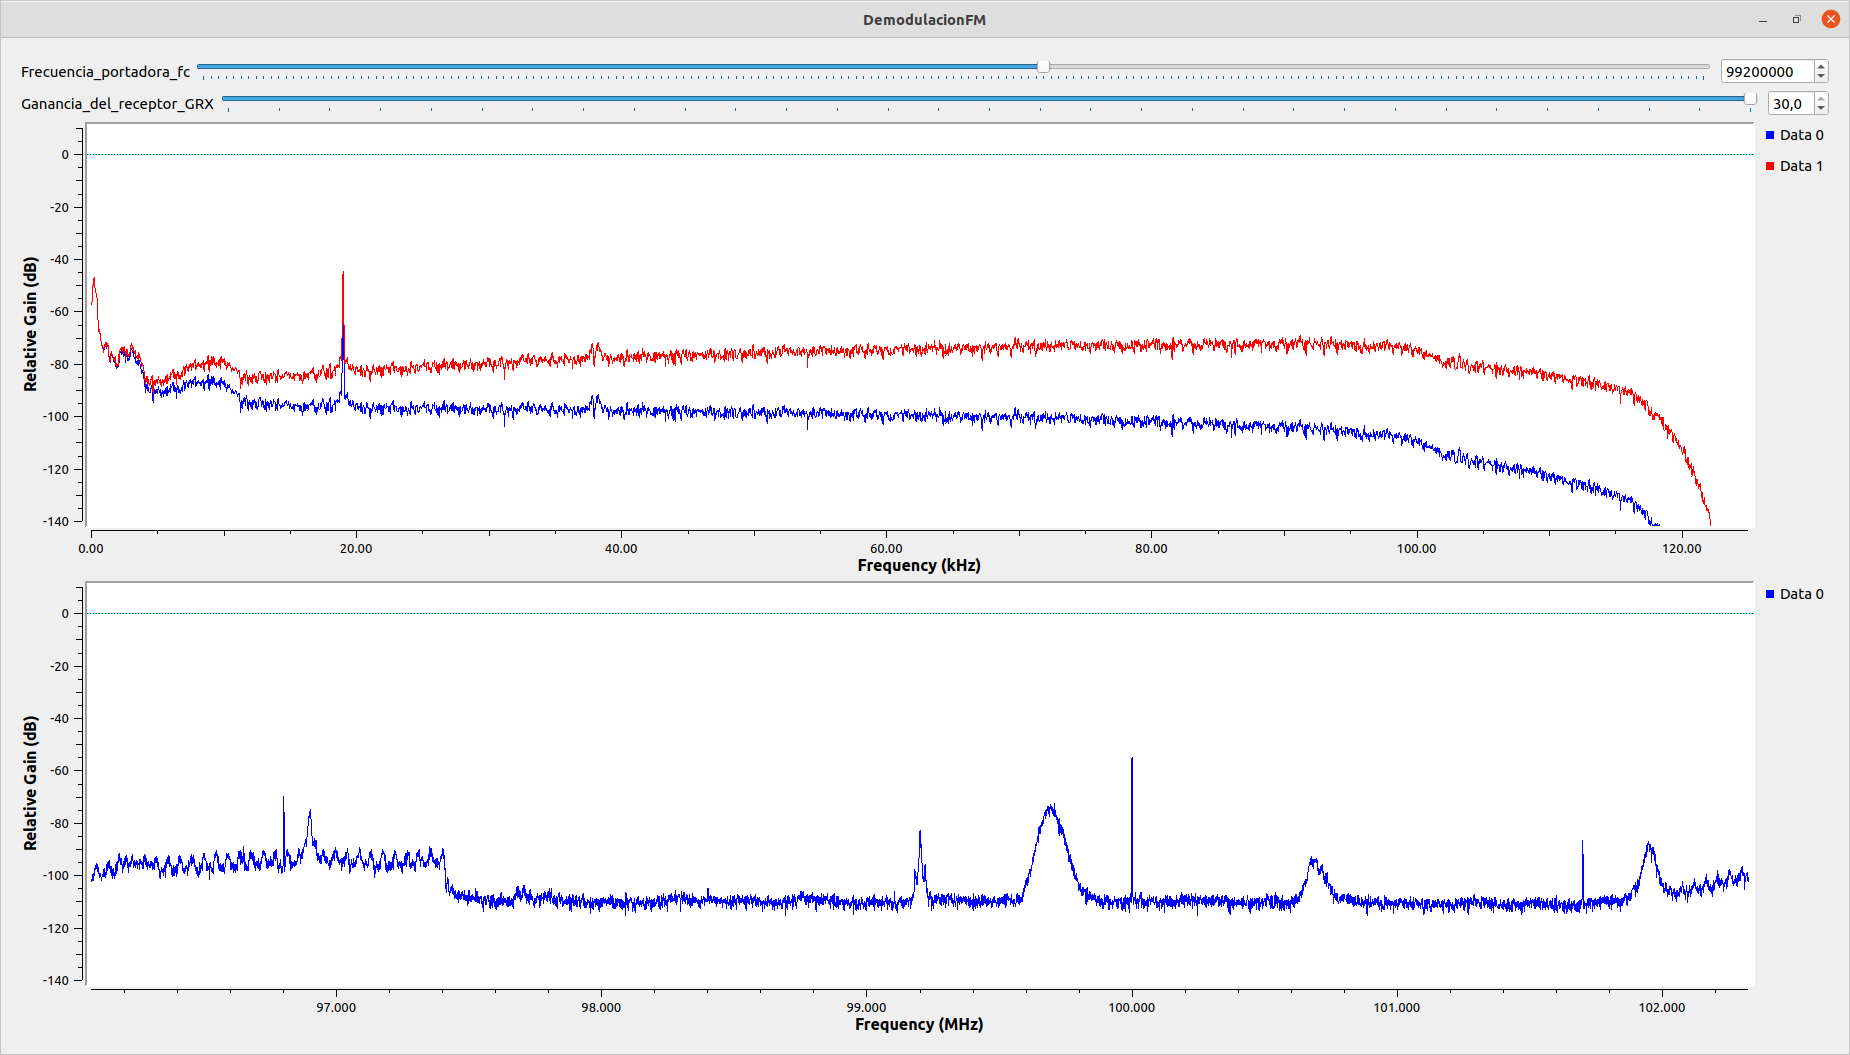 DemodulacionFM
Frecuencia_portadora_fc
99200000
Ganancia_del_receptor_GRX
30,0
Data 0
Data 1
Relative Gain (dB)
0
-20
-40
-60
-80
-100
-120
-140
0.00 20.00 40.00 60.00 80.00 100.00 120.00
Frequency (kHz)
Data 0
Relative Gain (dB)
0
-20
-40
-60
-80
-100
-120
-140
97.000 98.000 99.000 100.000 101.000 102.000
Frequency (MHz)